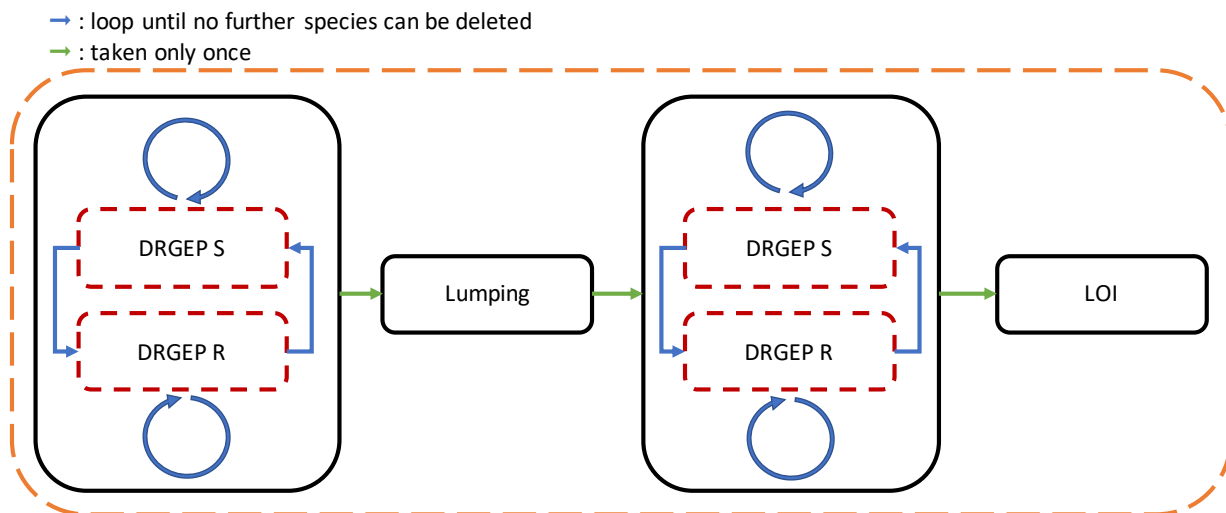 : loop until no further species can be deleted
: taken only once
DRGEP S
DRGEP R
Lumping
DRGEP S
DRGEP R
LOI